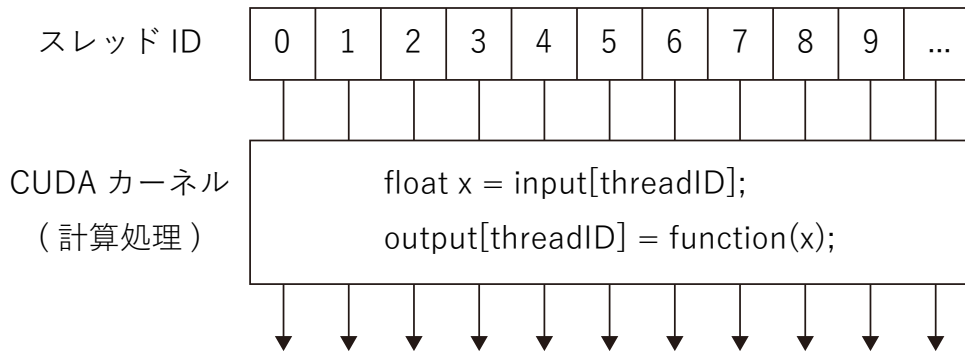 スレッド ID 0 1 2 3 4 5 6 7 8 9 ...
CUDA カーネル
( 計算処理 )
float x = input[threadID];
output[threadID] = function(x);